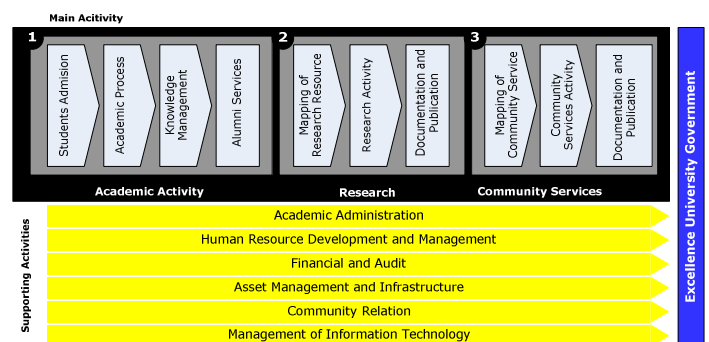 Main Acitivity
1
Students Admision
Academic Process
Knowledge
Management
Alumni Services
Academic Activity
2
Mapping of
Research Resource
Research Activity
Documentation and
Publication
Research
3
Mapping of
Community Service
Community
Services Activity
Documentation and
Publication
Community Services
Supporting Activities
Academic Administration
Human Resource Development and Management
Financial and Audit
Asset Management and Infrastructure
Community Relation
Management of Information Technology
Excellence University Government